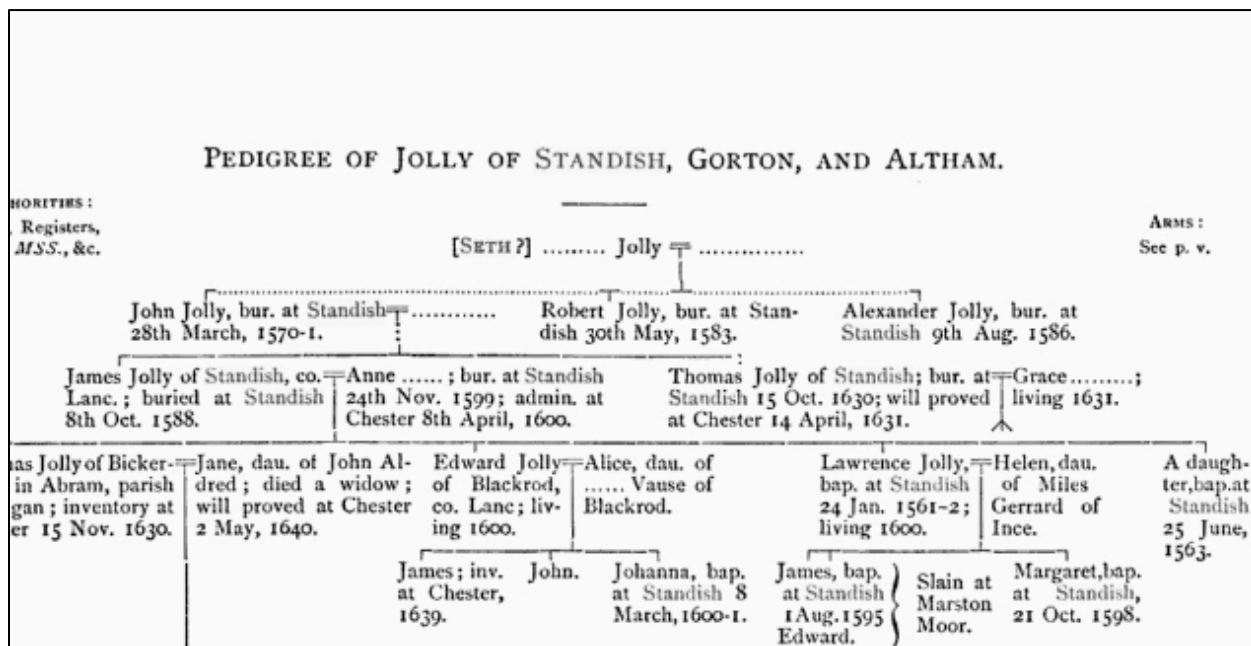 PEDIGREE OF JOLLY OF STANDISH, GORTON, AND ALTHAM.
HORITIES :
, Registers,
MSS., &c.
ARMS :
See p. v.
[SETH ?] ......... Jolly ...............
John Jolly, bur. at Standish ............
28th March, 1570-1.
Robert Jolly, bur. at Stan-
dish 30th May, 1583.
Alexander Jolly, bur. at
Standish 9th Aug. 1586.
James Jolly of Standish, co.
Lanc. ; buried at Standish
8th Oct. 1588.
Anne ...... ; bur. at Standish
24th Nov. 1599; admin. at
Chester 8th April, 1600.
Thomas Jolly of Standish; bur. at
Standish 15 Oct. 1630; will proved
at Chester 14 April, 1631.
Grace.........;
living 1631.
as Jolly of Bicker-
in Abram, parish
gan ; inventory at
er 15 Nov. 1630.
Jane, dau. of John Al-
dred ; died a widow ;
will proved at Chester
2 May, 1640.
Edward Jolly
of Blackrod,
co. Lanc; liv-
ing 1600.
Alice, dau. of
...... Vause of
Blackrod.
Lawrence Jolly,
bap. at Standish
24 Jan. 1561-2;
living 1600.
Helen, dau.
of Miles
Gerrard of
Ince.
A daugh-
ter,bap.at
Standish
25 June,
1563.
James ; inv.
at Chester,
1639.
John.
Johanna, bap.
at Standish 8
March, 1600-1.
James, bap.
at Standish
1 Aug. 1595
Edward.
Slain at
Marston
Moor.
Margaret,bap.
at Standish,
21 Oct. 1598.